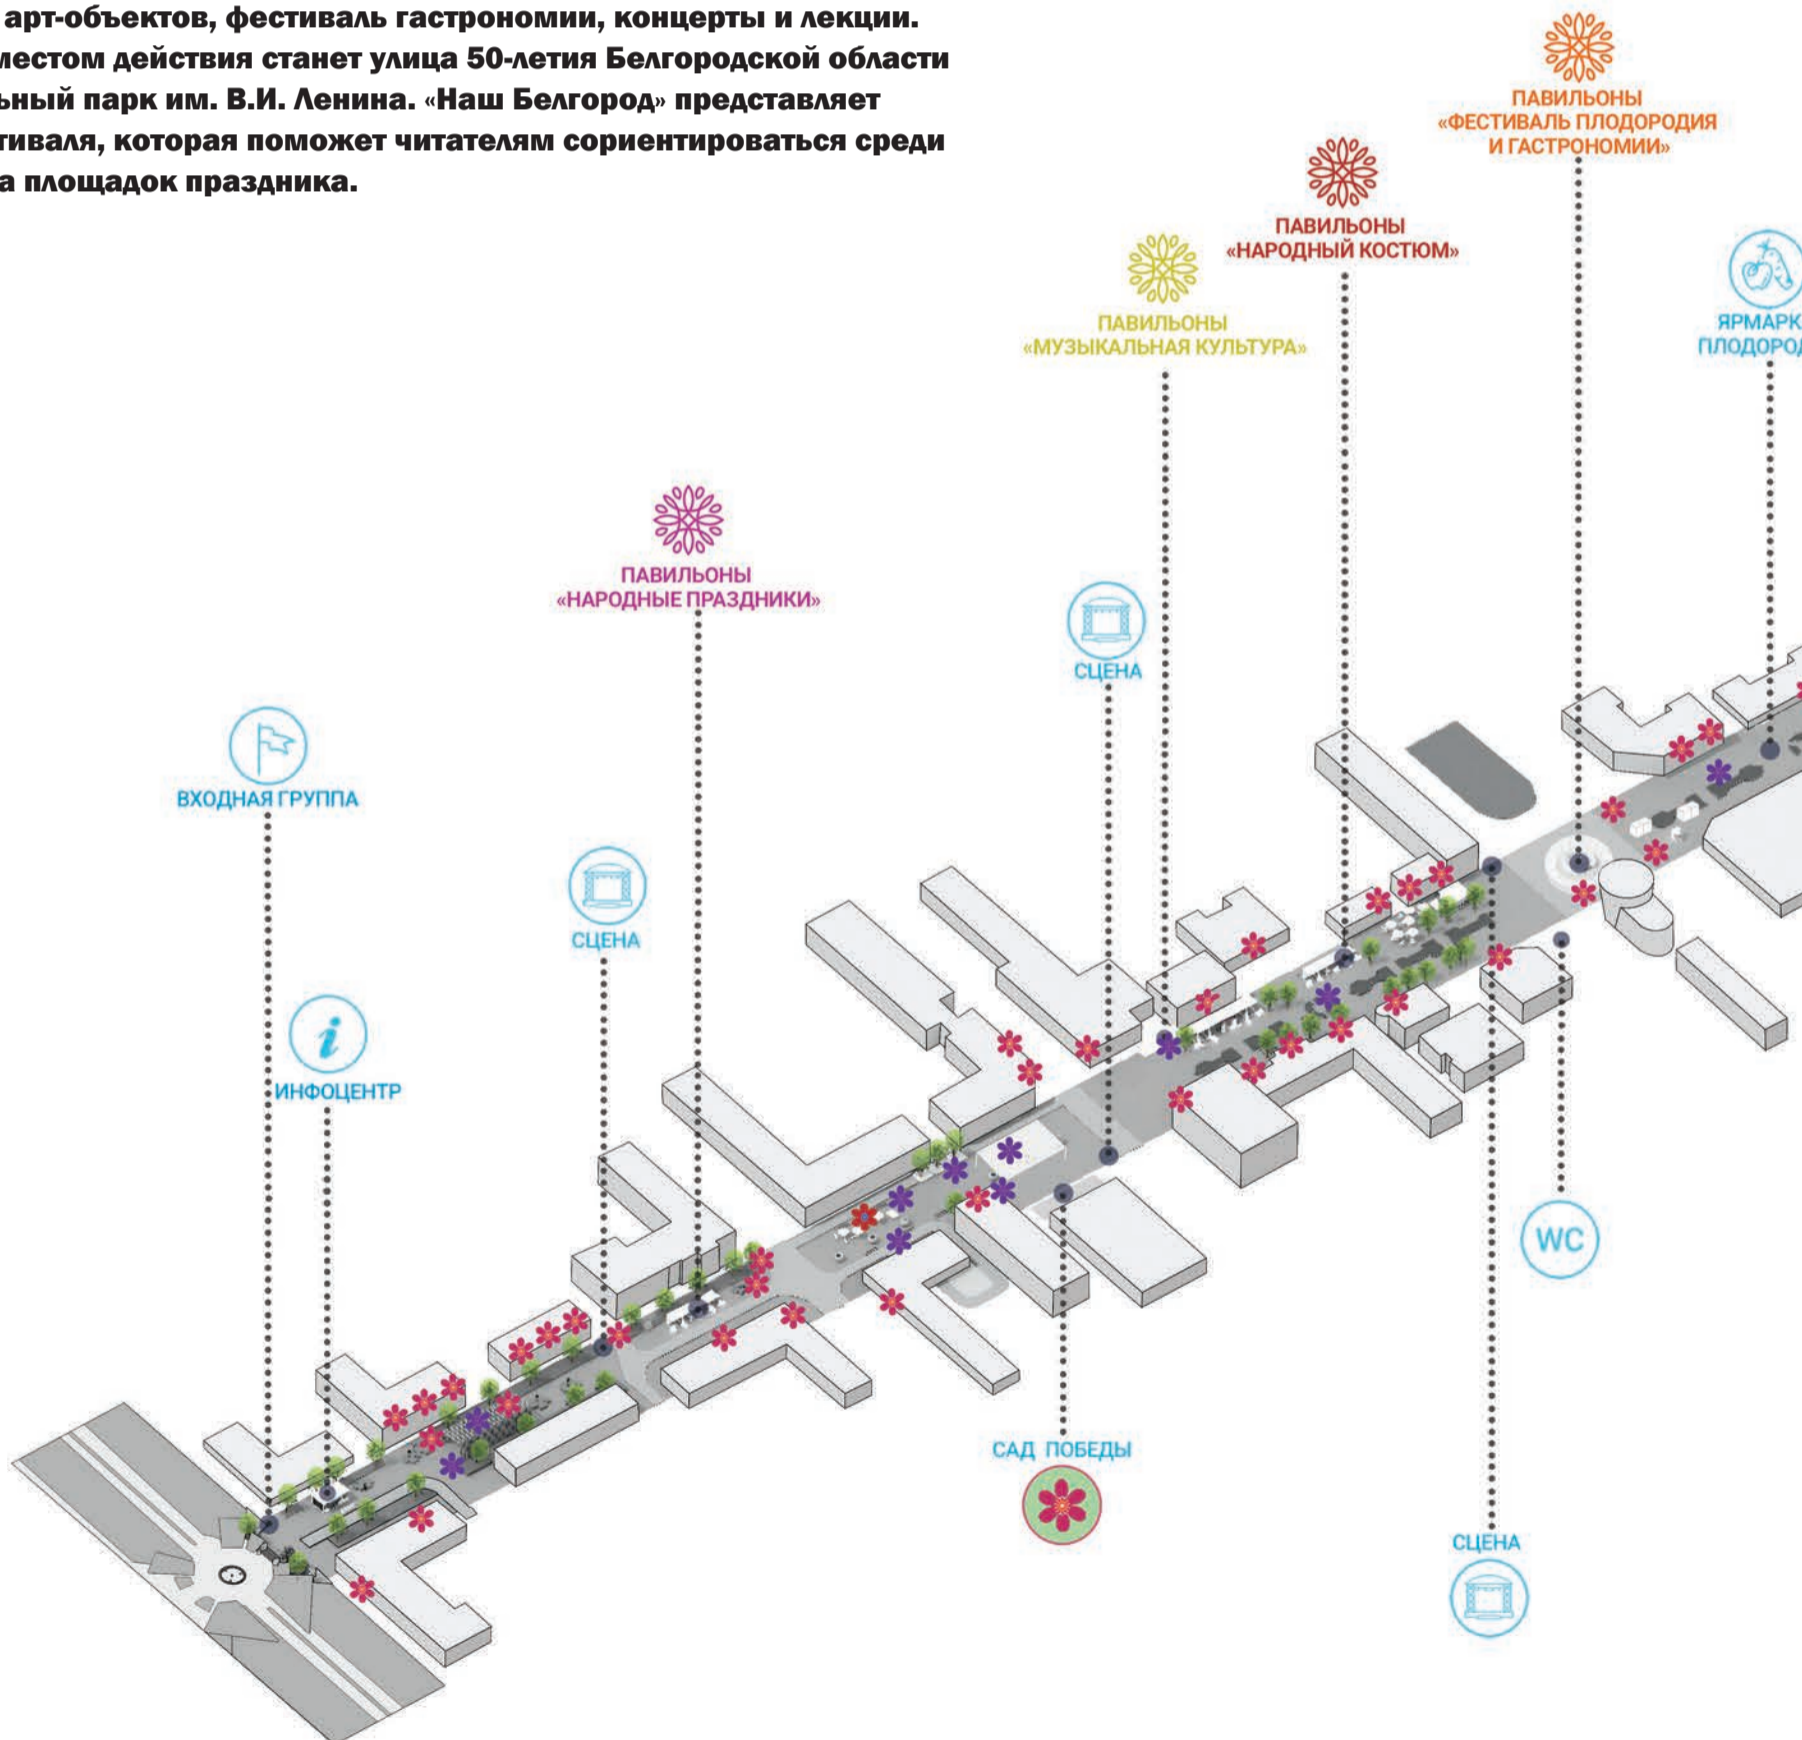 арт-объектов, фестиваль гастрономии, концерты и лекции.
местом действия станет улица 50-летия Белгородской области
ьный парк им. В.И. Ленина. «Наш Белгород» представляет
тиваля, которая поможет читателям сориентироваться среди
а площадок праздника.
ПАВИЛЬОНЫ
«ФЕСТИВАЛЬ ПЛОДОРОДИЯ
И ГАСТРОНОМИИ»
ПАВИЛЬОНЫ
«НАРОДНЫЙ КОСТЮМ»
ПАВИЛЬОНЫ
«МУЗЫКАЛЬНАЯ КУЛЬТУРА»
ЯРМАРК
ПЛОДОРОД
ПАВИЛЬОНЫ
«НАРОДНЫЕ ПРАЗДНИКИ»
СЦЕНА
ВХОДНАЯ ГРУППА
СЦЕНА
ИНФОЦЕНТР
WC
САД ПОБЕДЫ
СЦЕНА